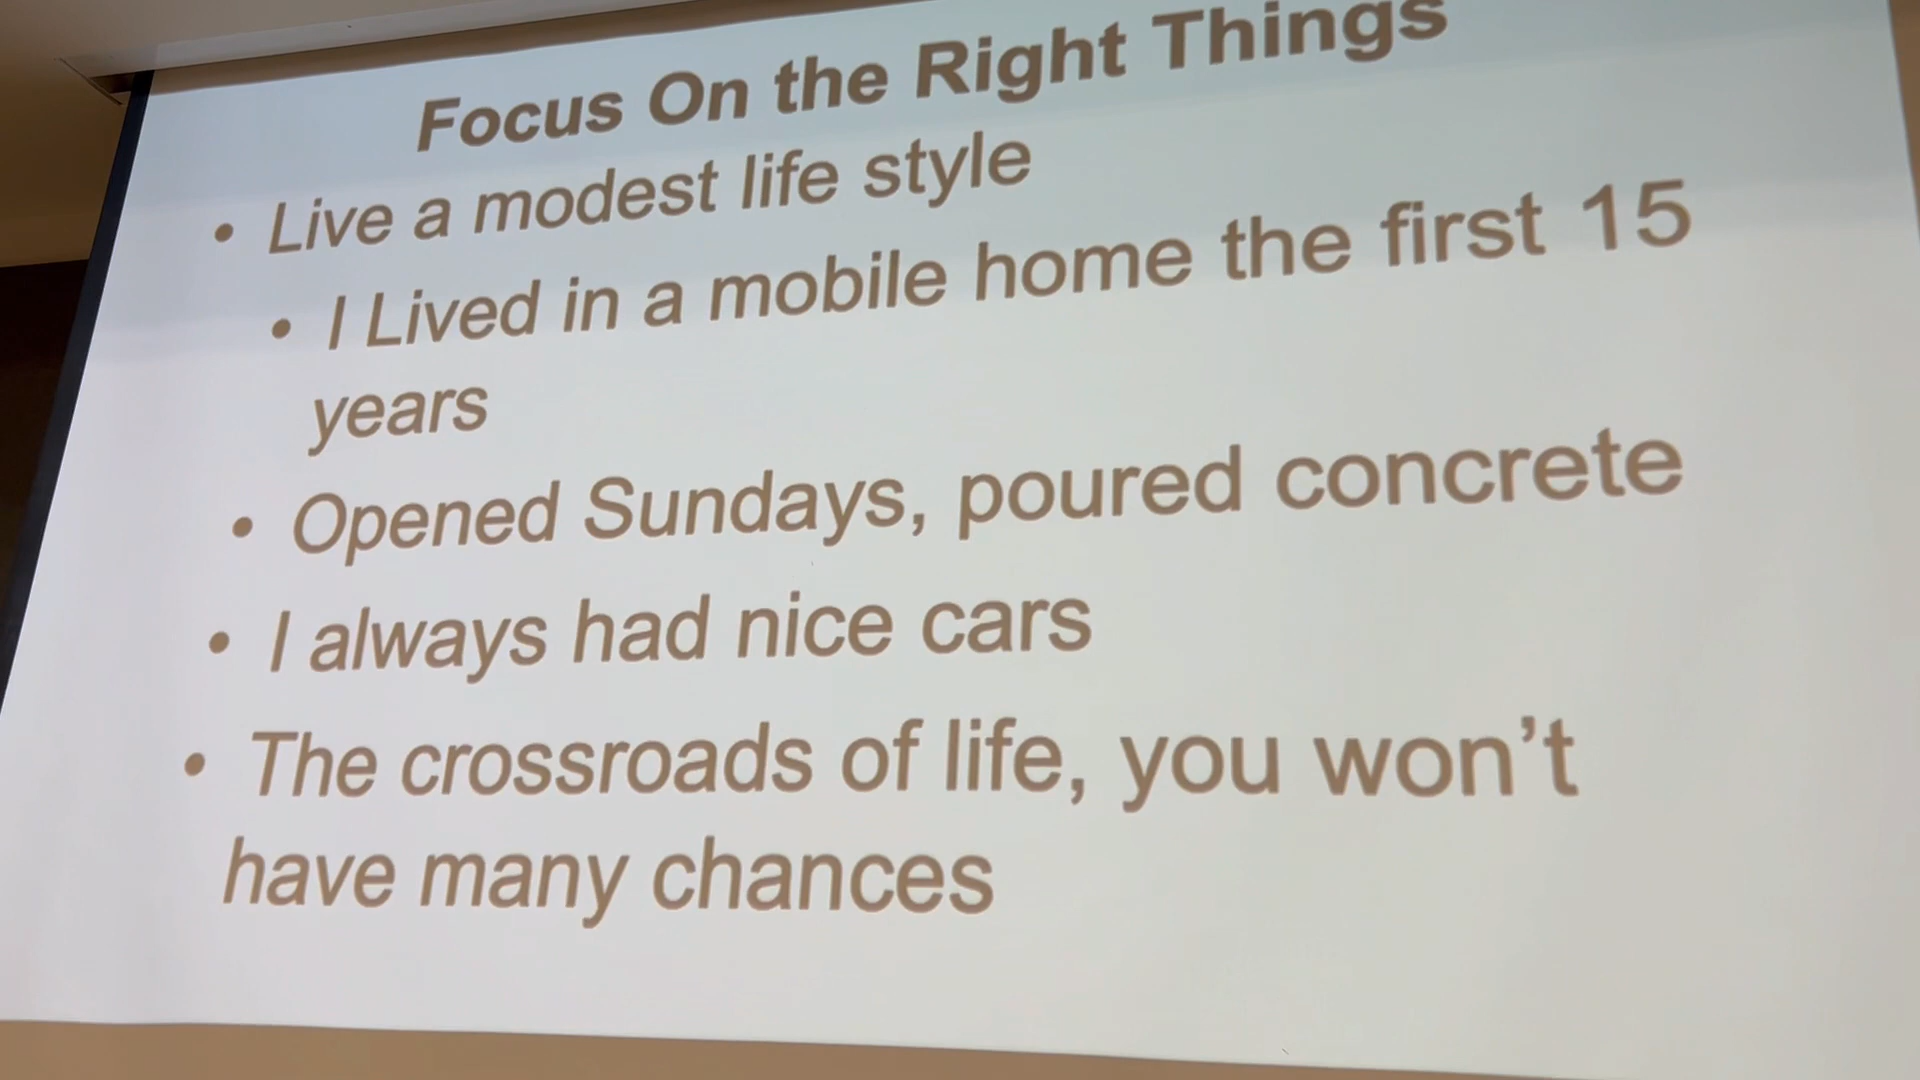 Focus On the Right Things
• Live a modest life style
• I Lived in a mobile home the first 15
years
• Opened Sundays, poured concrete
• I always had nice cars
• The crossroads of life, you won’t
have many chances